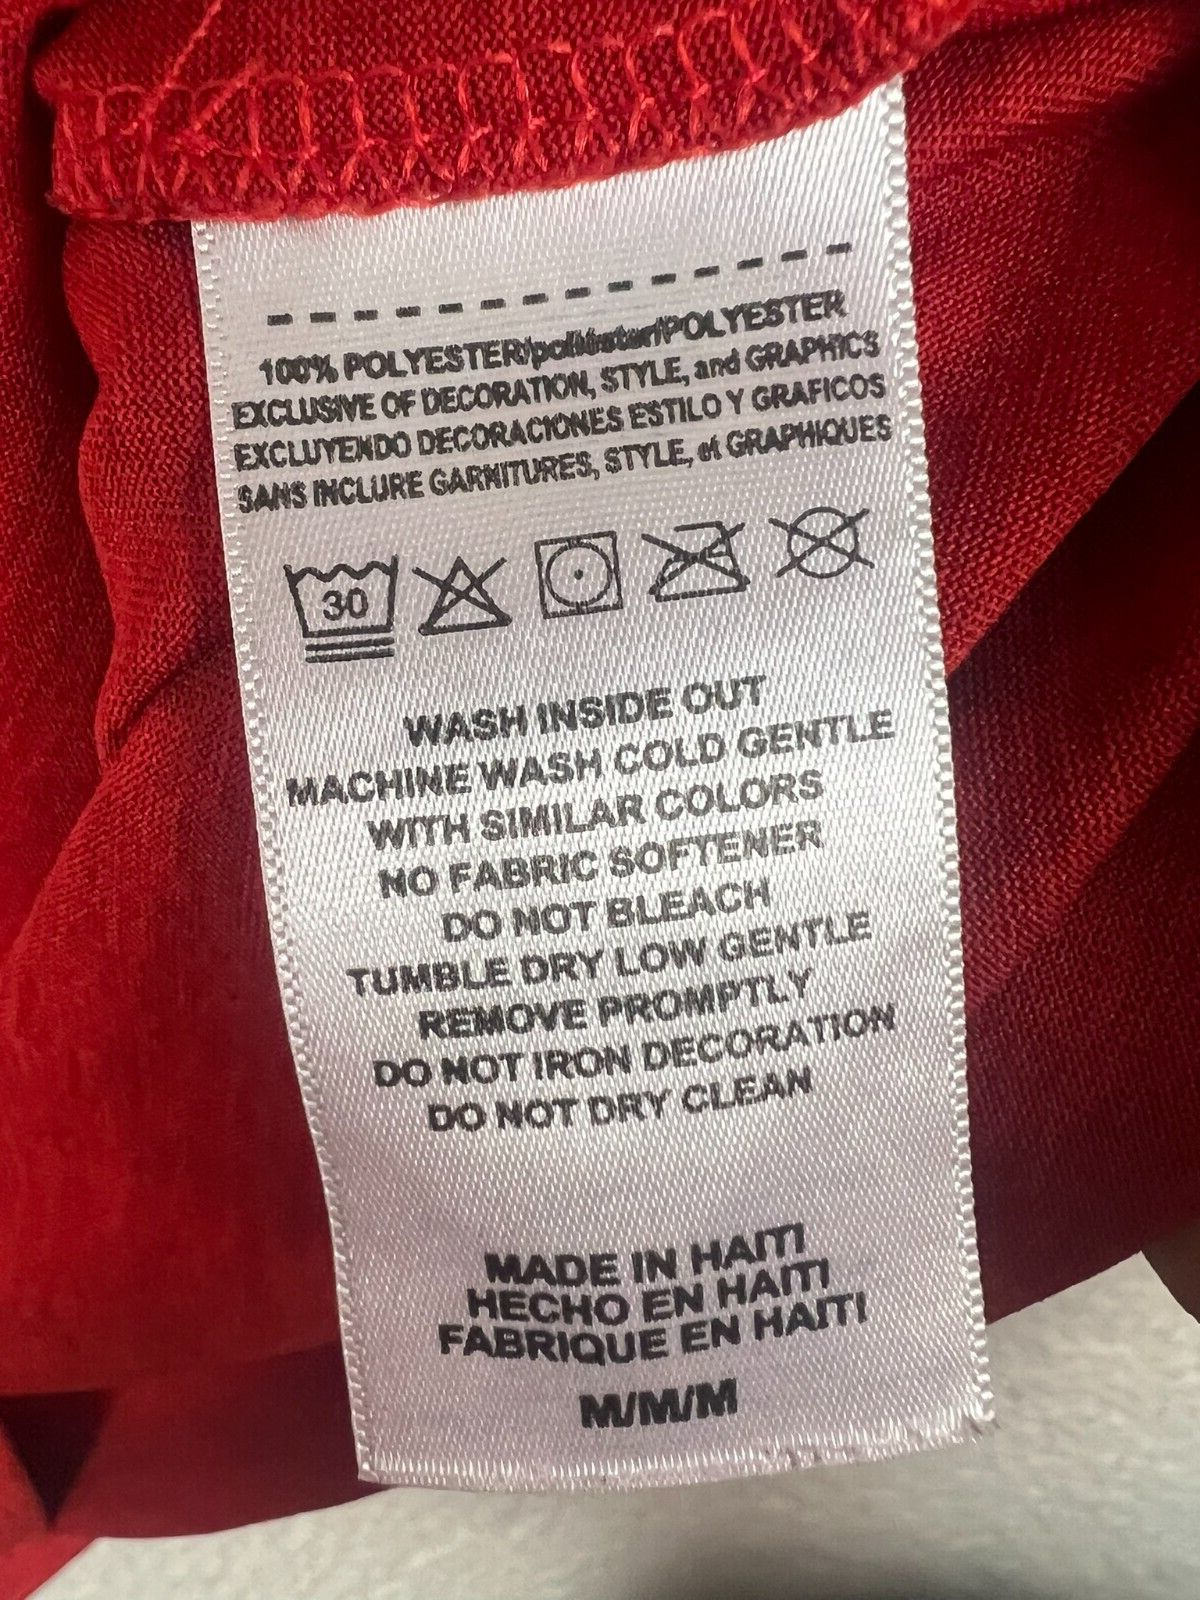 100% POLYESTER/poliéster/POLYESTER
EXCLUSIVE OF DECORATION, STYLE, and GRAPHICS
EXCLUYENDO DECORACIONES ESTILO Y GRAFICOS
SANS INCLURE GARNITURES, STYLE, et GRAPHIQUES
30
WASH INSIDE OUT
MACHINE WASH COLD GENTLE
WITH SIMILAR COLORS
NO FABRIC SOFTENER
DO NOT BLEACH
TUMBLE DRY LOW GENTLE
REMOVE PROMPTLY
DO NOT IRON DECORATION
DO NOT DRY CLEAN
MADE IN HAITI
HECHO EN HAITI
FABRIQUE EN HAITI
M/M/M